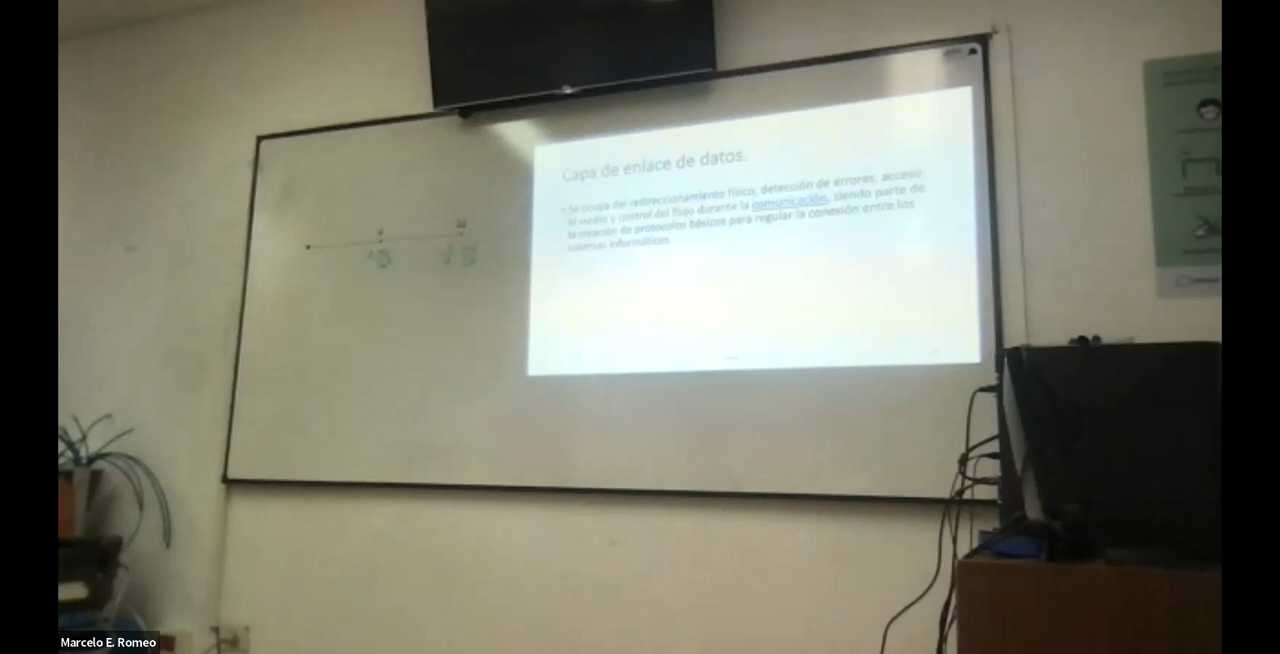 Capa de enlace de datos.
• Se ocupa del redireccionamiento físico, detección de errores, acceso
al medio y control del flujo durante la comunicación, siendo parte de
la creación de protocolos básicos para regular la conexión entre los
sistemas informáticos
Marcelo E. Romeo